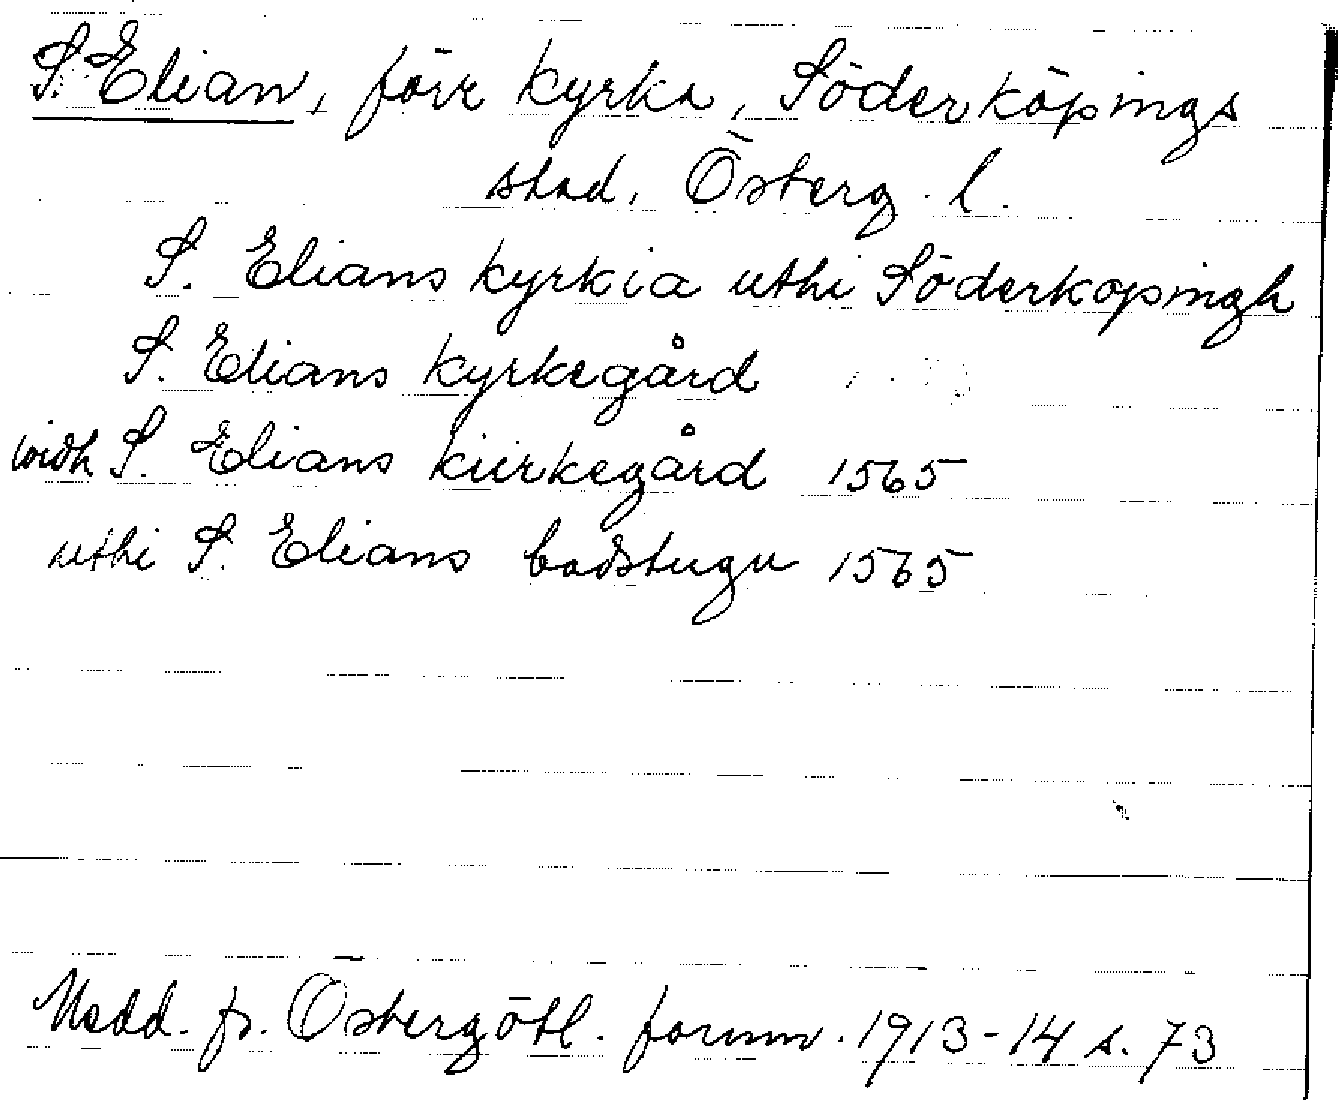 S. Elian, förr kyrka, Söderköpings
stad, Österg. l.
S. Elians kyrkia uthi Söderkopingh
S. Elians kyrkegård
widh S. Elians kiirkegård 1565
uthi S. Elians badstugu 1565
Medd. fr. Östergötl. fornm. 1913-14 s. 73